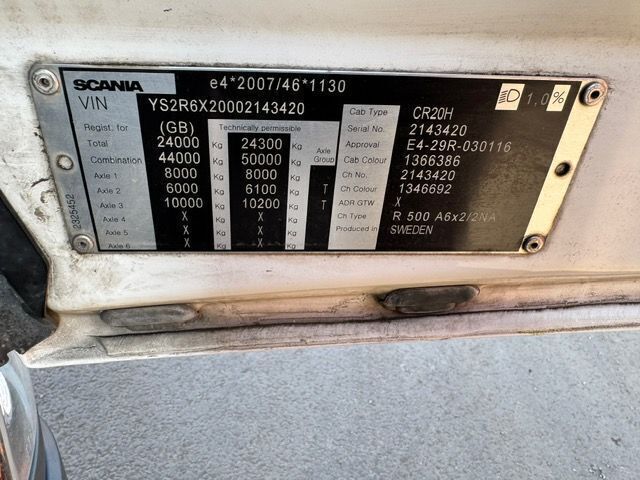 SCANIA e4*2007/46*1130
VIN YS2R6X20002143420 1.0%
Regist. for (GB) Technically permissible
Total 24000 Kg 24300 Kg Axle Group
Combination 44000 Kg 50000 Kg
Axle 1 8000 Kg 8000 Kg
Axle 2 6000 Kg 6100 Kg T
Axle 3 10000 Kg 10200 Kg T
Axle 4 X Kg X Kg
Axle 5 X Kg X Kg
Axle 6 X Kg X Kg
Cab Type CR20H
Serial No. 2143420
Approval E4-29R-030116
Cab Colour 1366386
Ch No. 2143420
Ch Colour 1346692
ADR GTW X
Ch Type R 500 A6x2/2NA
Produced in SWEDEN
2325452